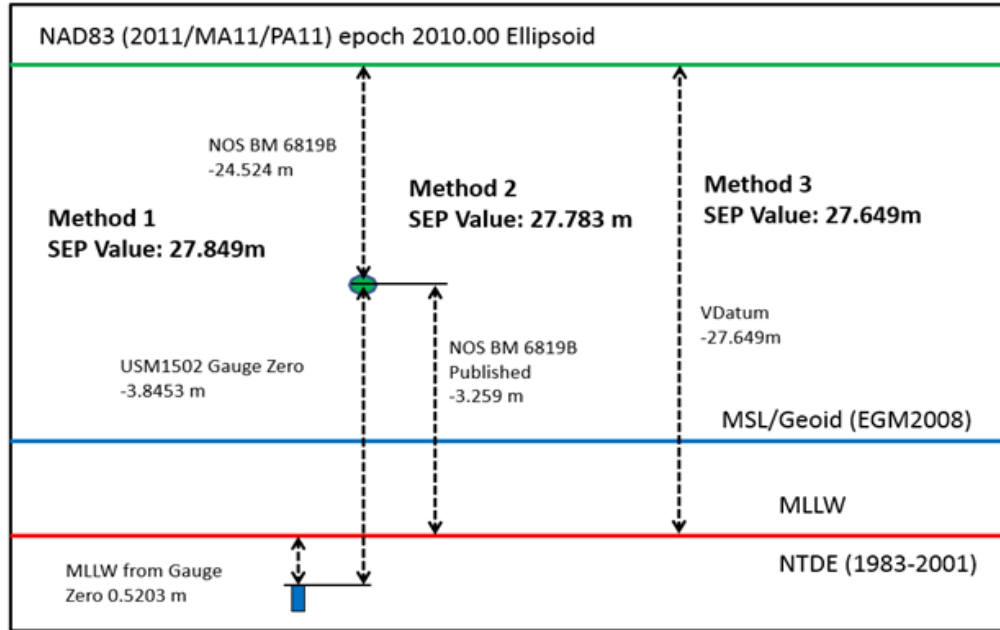 NAD83 (2011/MA11/PA11) epoch 2010.00 Ellipsoid
NOS BM 6819B
-24.524 m
Method 1
SEP Value: 27.849m
Method 2
SEP Value: 27.783 m
Method 3
SEP Value: 27.649m
USM1502 Gauge Zero
-3.8453 m
NOS BM 6819B
Published
-3.259 m
VDatum
-27.649m
MSL/Geoid (EGM2008)
MLLW
NTDE (1983-2001)
MLLW from Gauge
Zero 0.5203 m